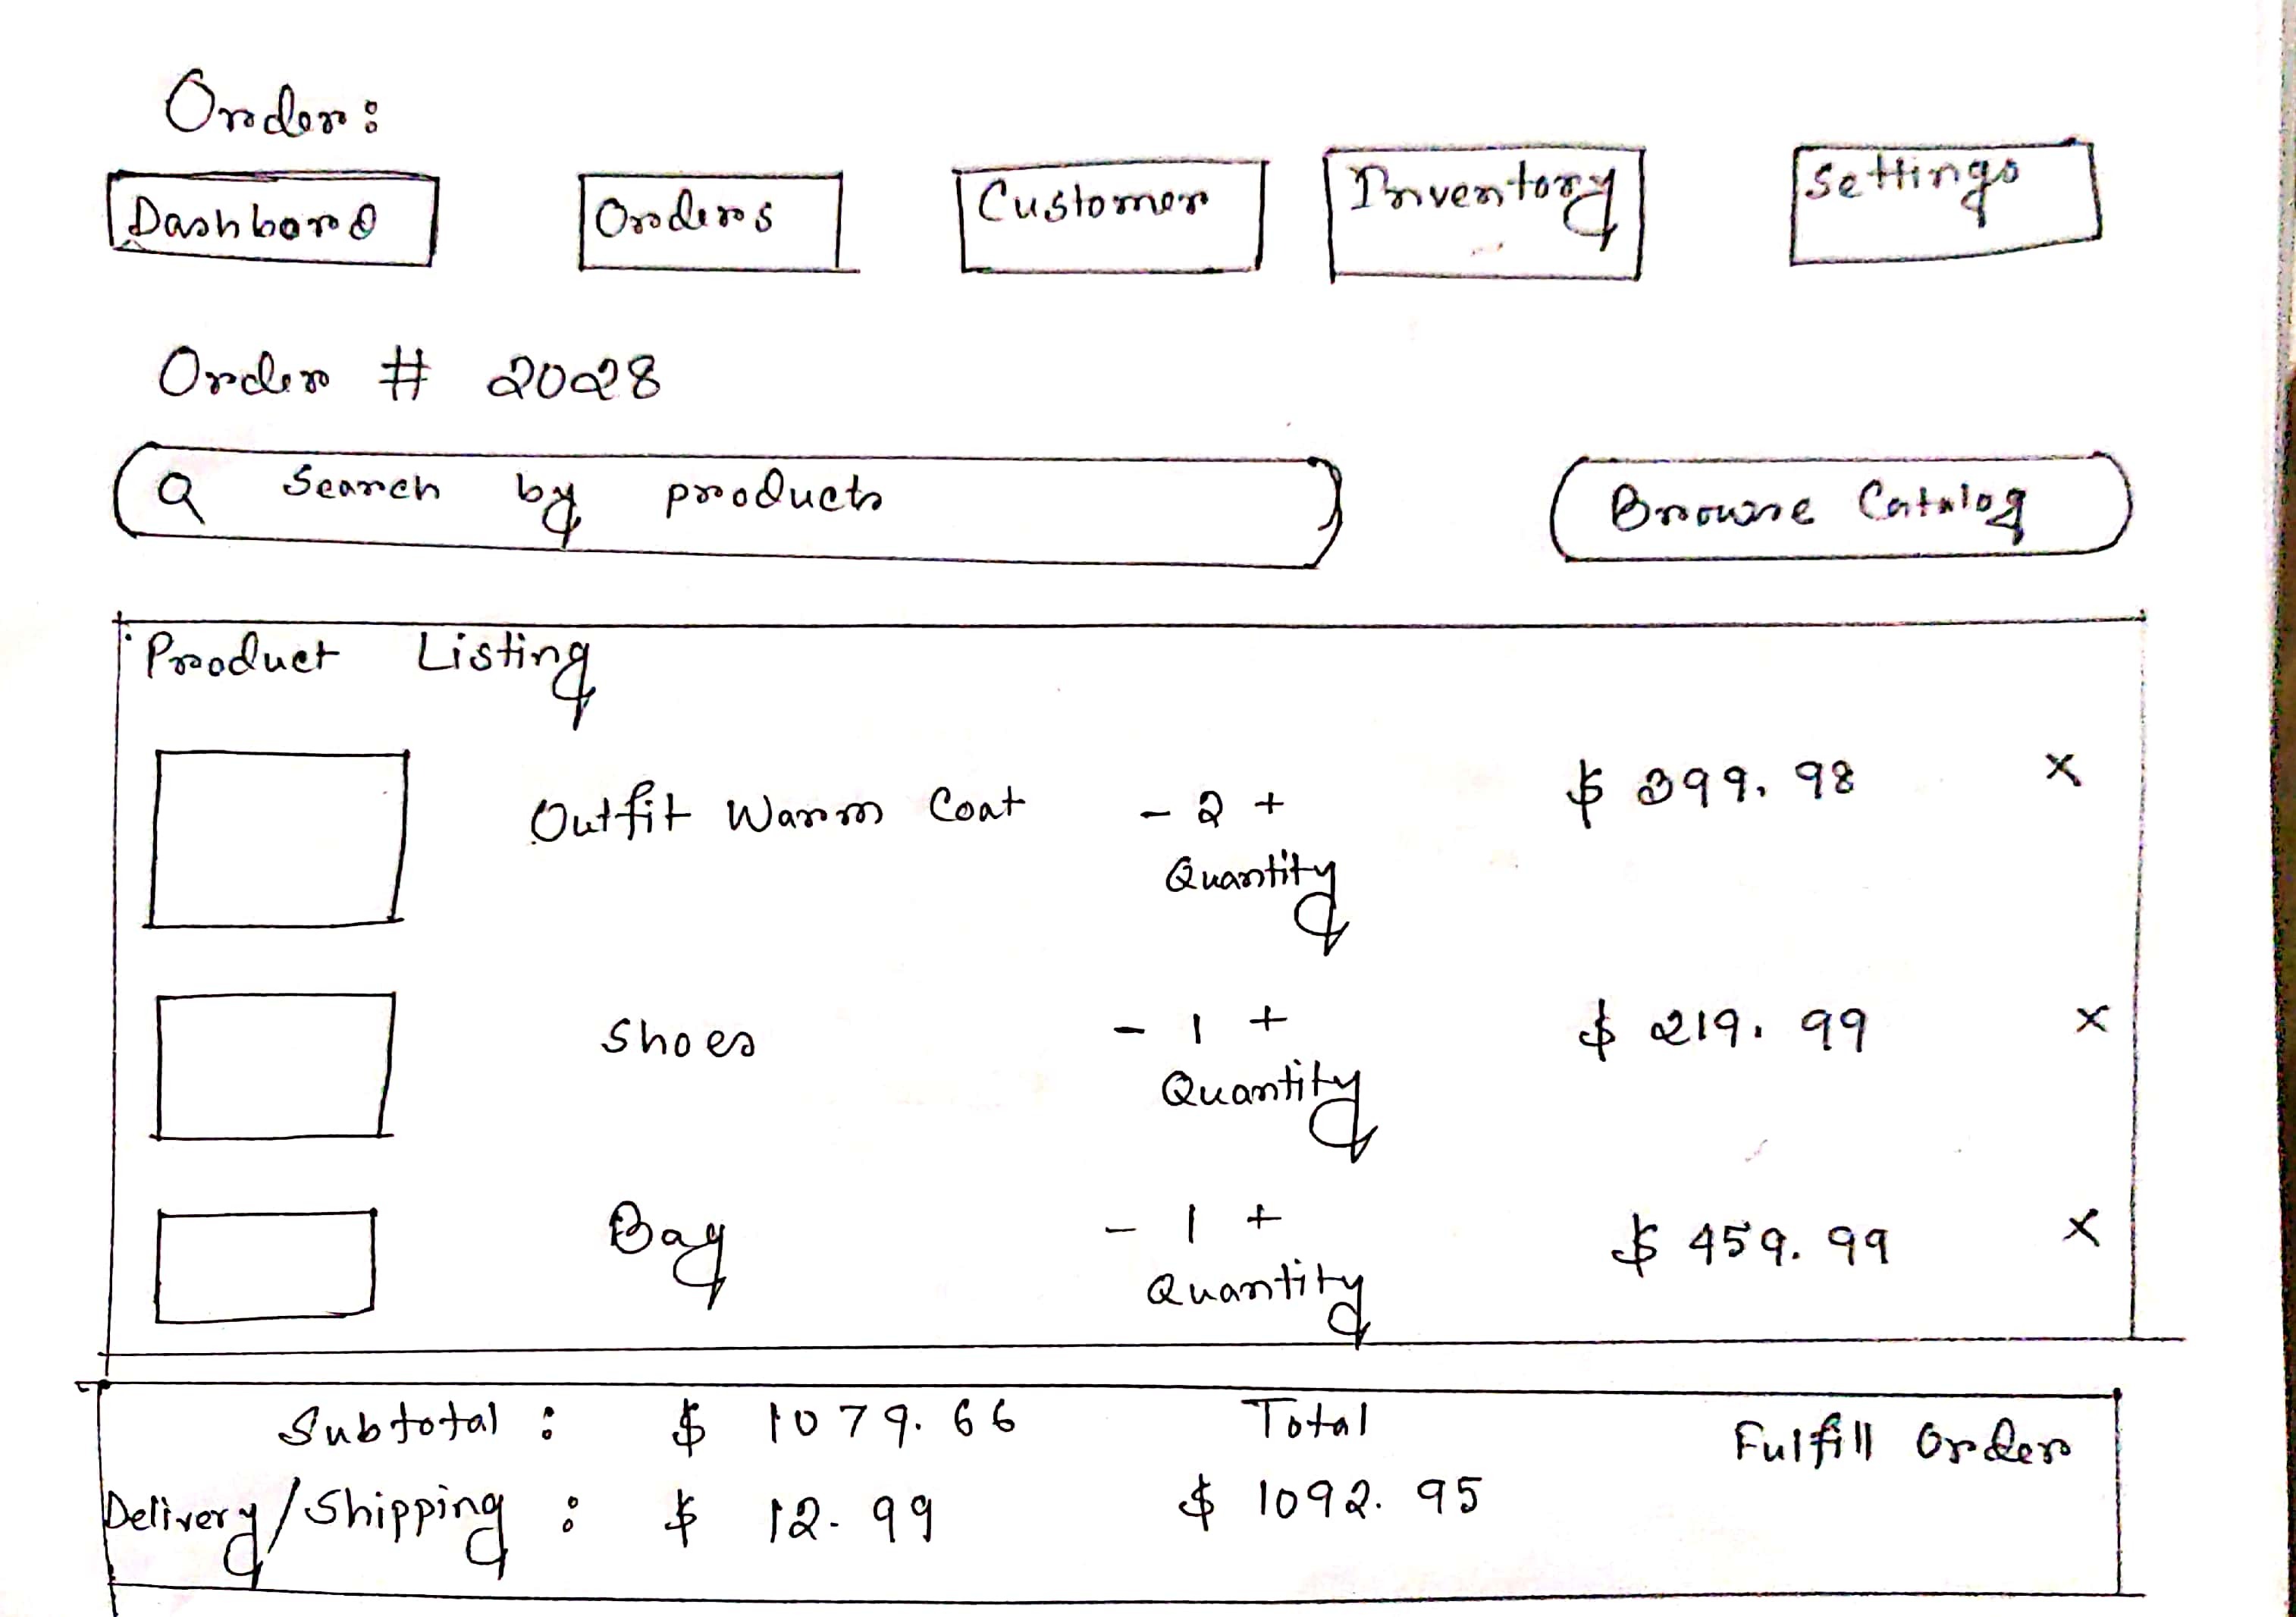 Order:
Dashbord
Orders
Customer
Inventory
Settings
Order # 2028
Search by products
Browse Catalog
Product Listing
Outfit Warm Coat - 2 + $ 399.98 x
Quantity
Shoes - 1 + $ 219.99 x
Quantity
Bag - 1 + $ 459.99 x
Quantity
Subtotal : $ 1079.66 Total Fulfill Order
Delivery/Shipping : $ 12.99 $ 1092.95